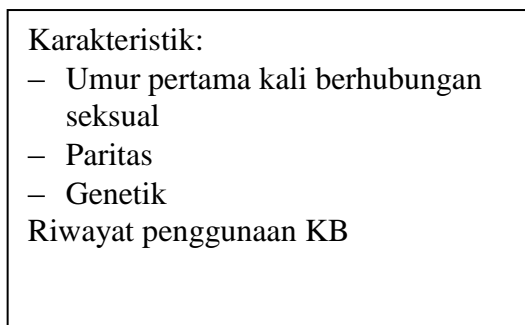 Karakteristik:
– Umur pertama kali berhubungan
seksual
– Paritas
– Genetik
Riwayat penggunaan KB